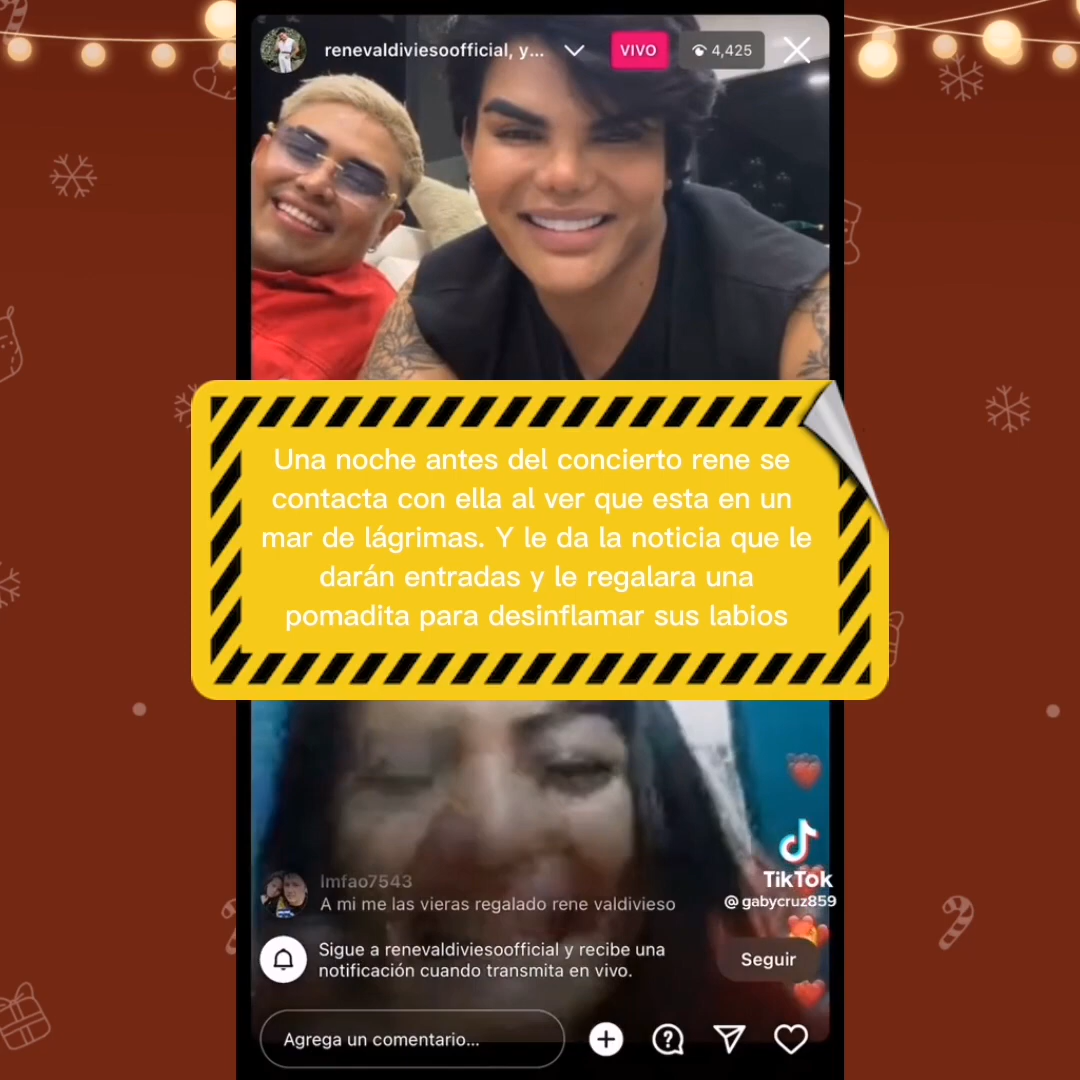 renevaldiviesoofficial, y...
VIVO
4,425
Una noche antes del concierto rene se
contacta con ella al ver que esta en un
mar de lágrimas. Y le da la noticia que le
darán entradas y le regalara una
pomadita para desinflamar sus labios
TikTok
@gabycruz859
lmfao7543
A mi me las vieras regalado rene valdivieso
Sigue a renevaldiviesoofficial y recibe una
notificación cuando transmita en vivo.
Seguir
Agrega un comentario...